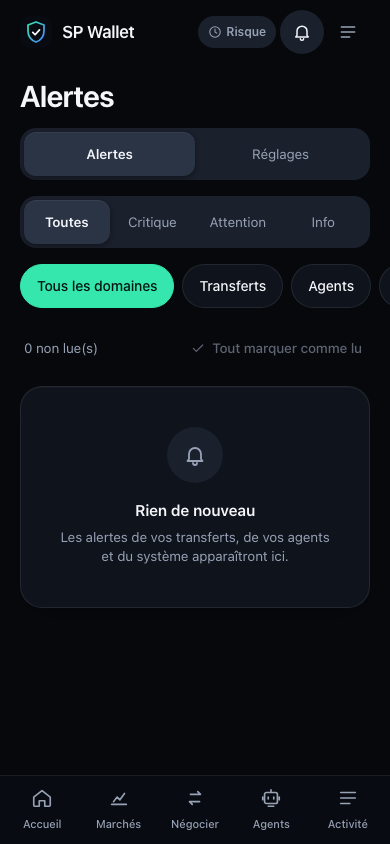 SP Wallet
Risque
Alertes
Alertes
Réglages
Toutes
Critique
Attention
Info
Tous les domaines
Transferts
Agents
0 non lue(s)
Tout marquer comme lu
Rien de nouveau
Les alertes de vos transferts, de vos agents
et du système apparaîtront ici.
Accueil
Marchés
Négocier
Agents
Activité